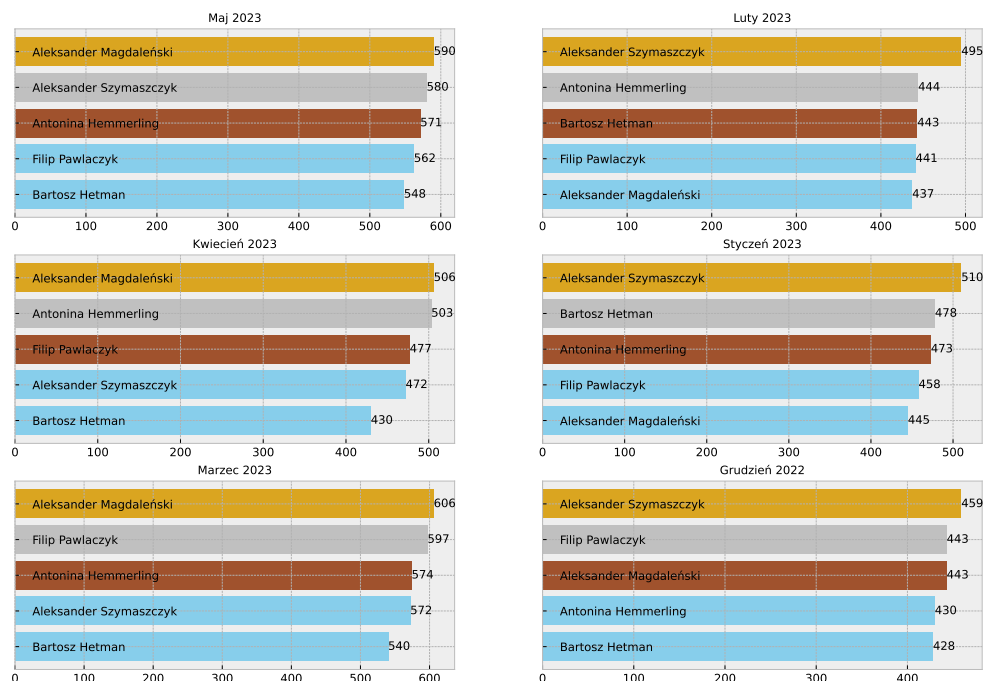 Maj 2023
Aleksander Magdaleński 590
Aleksander Szymaszczyk 580
Antonina Hemmerling 571
Filip Pawlaczyk 562
Bartosz Hetman 548
0 100 200 300 400 500 600
Luty 2023
Aleksander Szymaszczyk 495
Antonina Hemmerling 444
Bartosz Hetman 443
Filip Pawlaczyk 441
Aleksander Magdaleński 437
0 100 200 300 400 500
Kwiecień 2023
Aleksander Magdaleński 506
Antonina Hemmerling 503
Filip Pawlaczyk 477
Aleksander Szymaszczyk 472
Bartosz Hetman 430
0 100 200 300 400 500
Styczeń 2023
Aleksander Szymaszczyk 510
Bartosz Hetman 478
Antonina Hemmerling 473
Filip Pawlaczyk 458
Aleksander Magdaleński 445
0 100 200 300 400 500
Marzec 2023
Aleksander Magdaleński 606
Filip Pawlaczyk 597
Antonina Hemmerling 574
Aleksander Szymaszczyk 572
Bartosz Hetman 540
0 100 200 300 400 500 600
Grudzień 2022
Aleksander Szymaszczyk 459
Filip Pawlaczyk 443
Aleksander Magdaleński 443
Antonina Hemmerling 430
Bartosz Hetman 428
0 100 200 300 400